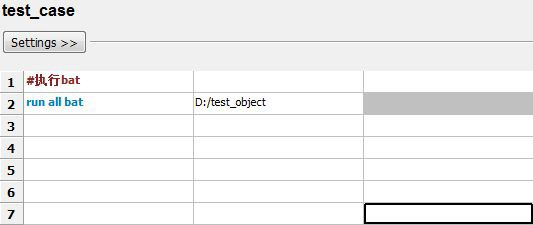 test_case
Settings >>
1 #执行bat
2 run all bat D:/test_object
3
4
5
6
7